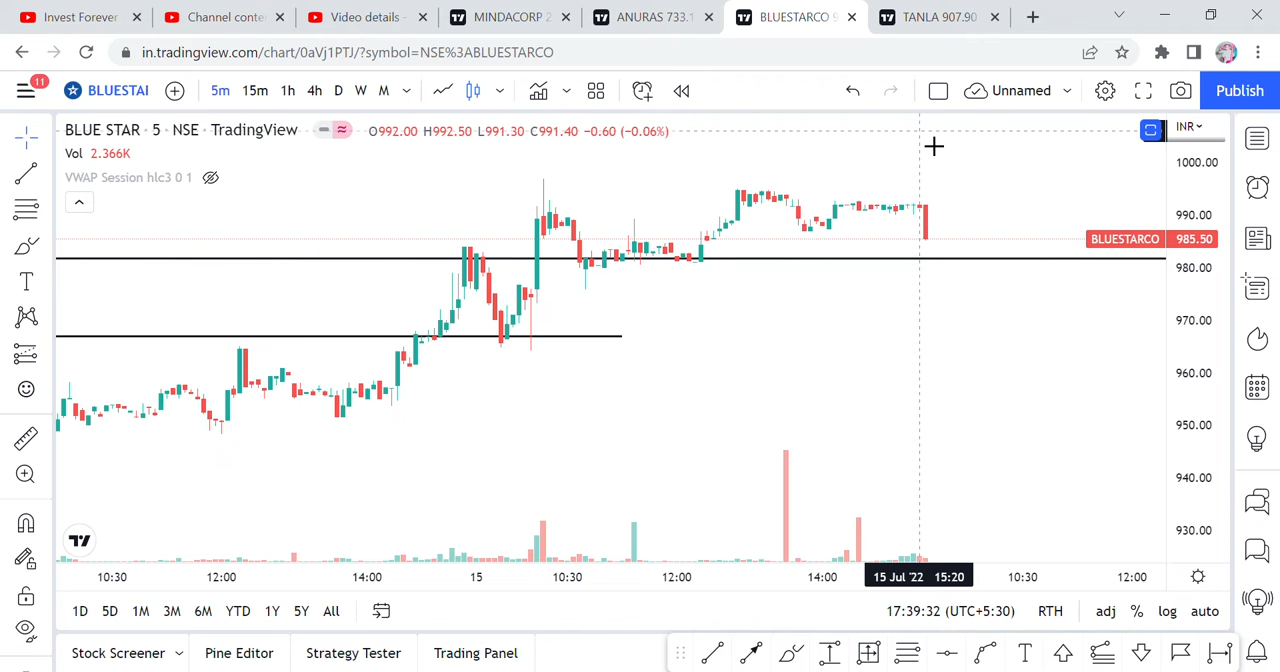 Invest Forever
Channel conte
Video details -
MINDACORP 2
ANURAS 733.1
BLUESTARCO 9
TANLA 907.90
in.tradingview.com/chart/0aVj1PTJ/?symbol=NSE%3ABLUESTARCO
11
BLUESTAI
5m 15m 1h 4h D W M
Unnamed
Publish
BLUE STAR · 5 · NSE · TradingView
O992.00 H992.50 L991.30 C991.40 −0.60 (−0.06%)
INR
Vol 2.366K
VWAP Session hlc3 0 1
1000.00
990.00
BLUESTARCO 985.50
980.00
970.00
960.00
950.00
940.00
930.00
10:30 12:00 14:00 15 10:30 12:00 14:00 15 Jul '22 15:20 10:30 12:00
1D 5D 1M 3M 6M YTD 1Y 5Y All
17:39:32 (UTC+5:30) RTH adj % log auto
Stock Screener Pine Editor Strategy Tester Trading Panel